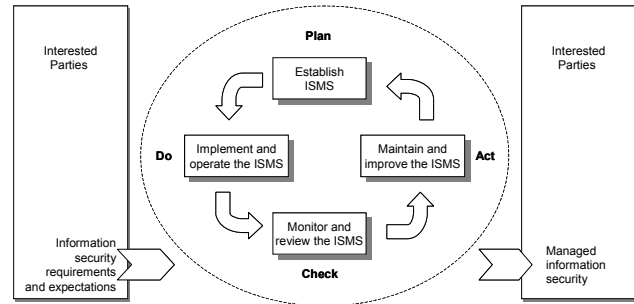 Interested
Parties
Information
security
requirements
and expectations
Plan
Establish
ISMS
Do
Implement and
operate the ISMS
Maintain and
improve the ISMS
Act
Monitor and
review the ISMS
Check
Interested
Parties
Managed
information
security